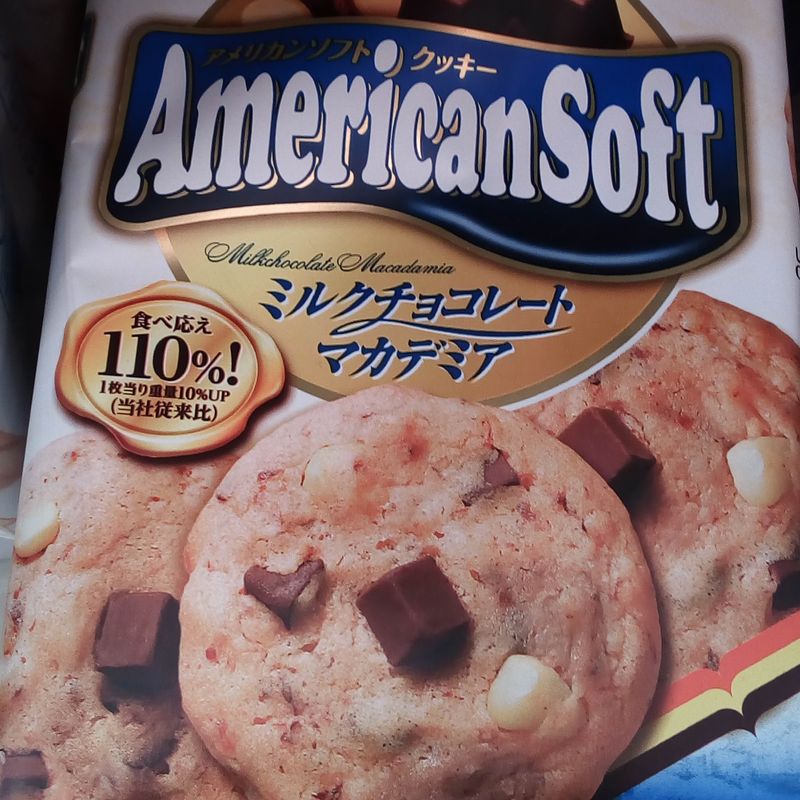 アメリカンソフト クッキー
AmericanSoft
Milkchocolate Macadamia
ミルクチョコレート
マカデミア
食べ応え
110%!
1枚当り重量10%UP
(当社従来比)